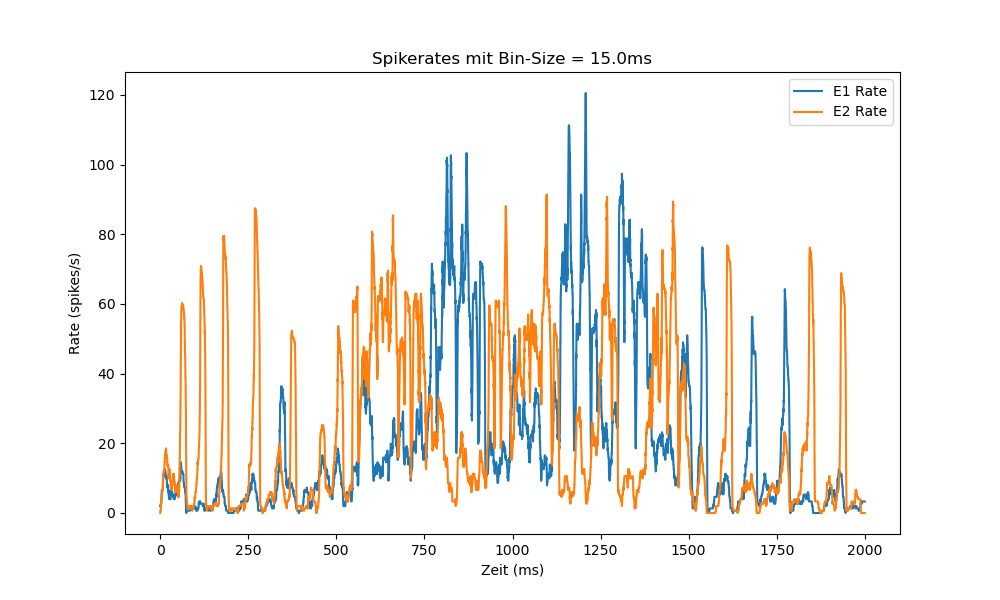 Spikerates mit Bin-Size = 15.0ms
E1 Rate
E2 Rate
120
100
80
60
40
20
0
Rate (spikes/s)
0 250 500 750 1000 1250 1500 1750 2000
Zeit (ms)